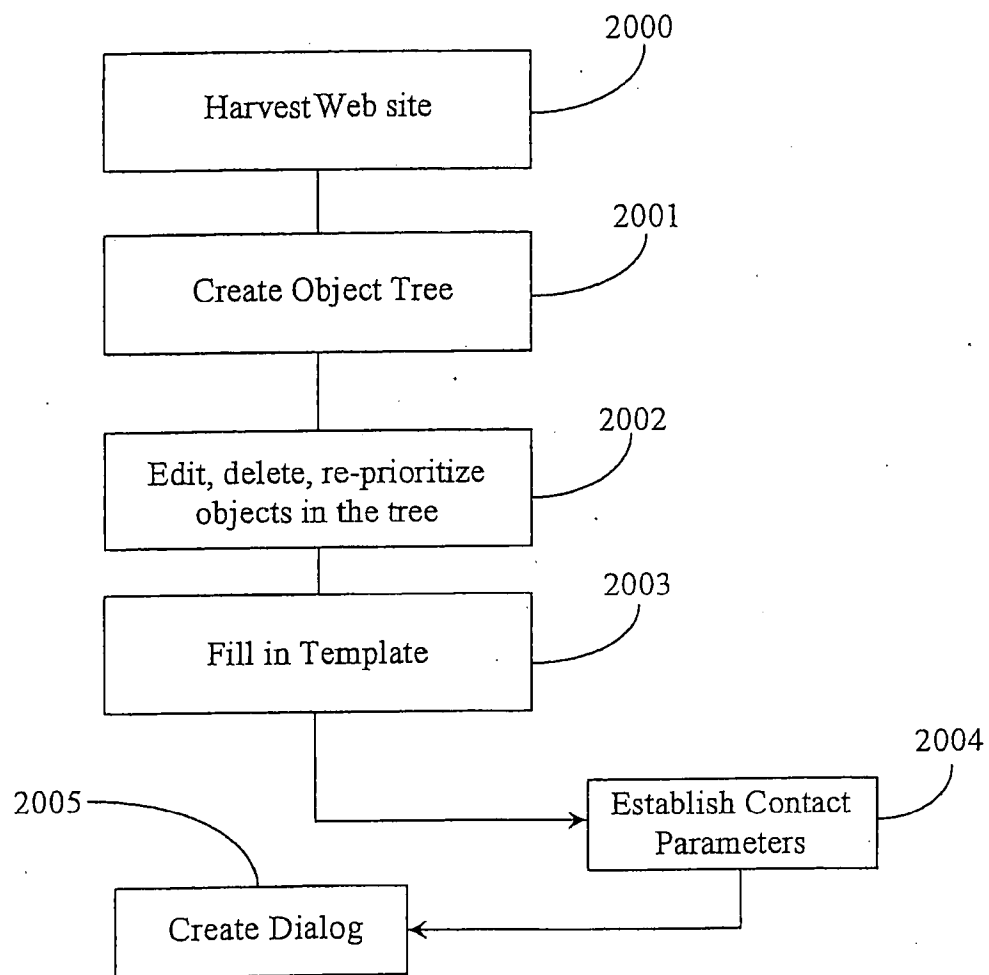 2000
Harvest Web site
2001
Create Object Tree
2002
Edit, delete, re-prioritize
objects in the tree
2003
Fill in Template
2004
Establish Contact
Parameters
2005
Create Dialog